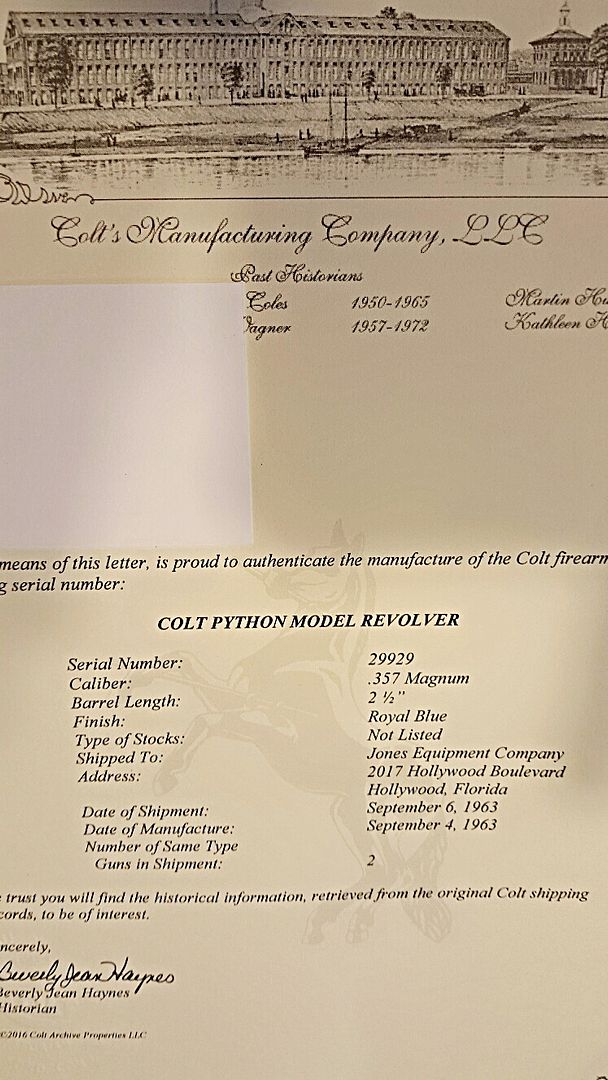 Colt's Manufacturing Company, LLC
Past Historians
Coles 1950-1965 Martin
1957-1972 Kathleen
means of this letter, is proud to authenticate the manufacture of the Colt firearm
g serial number:
COLT PYTHON MODEL REVOLVER
Serial Number: 29929
Caliber: .357 Magnum
Barrel Length: 2 ½"
Finish: Royal Blue
Type of Stocks: Not Listed
Shipped To: Jones Equipment Company
Address: 2017 Hollywood Boulevard
Hollywood, Florida
Date of Shipment: September 6, 1963
Date of Manufacture: September 4, 1963
Number of Same Type
Guns in Shipment: 2
trust you will find the historical information, retrieved from the original Colt shipping
cords, to be of interest.
ncerely,
Beverly Jean Haynes
Beverly Jean Haynes
Historian
©2016 Colt Archive Properties LLC